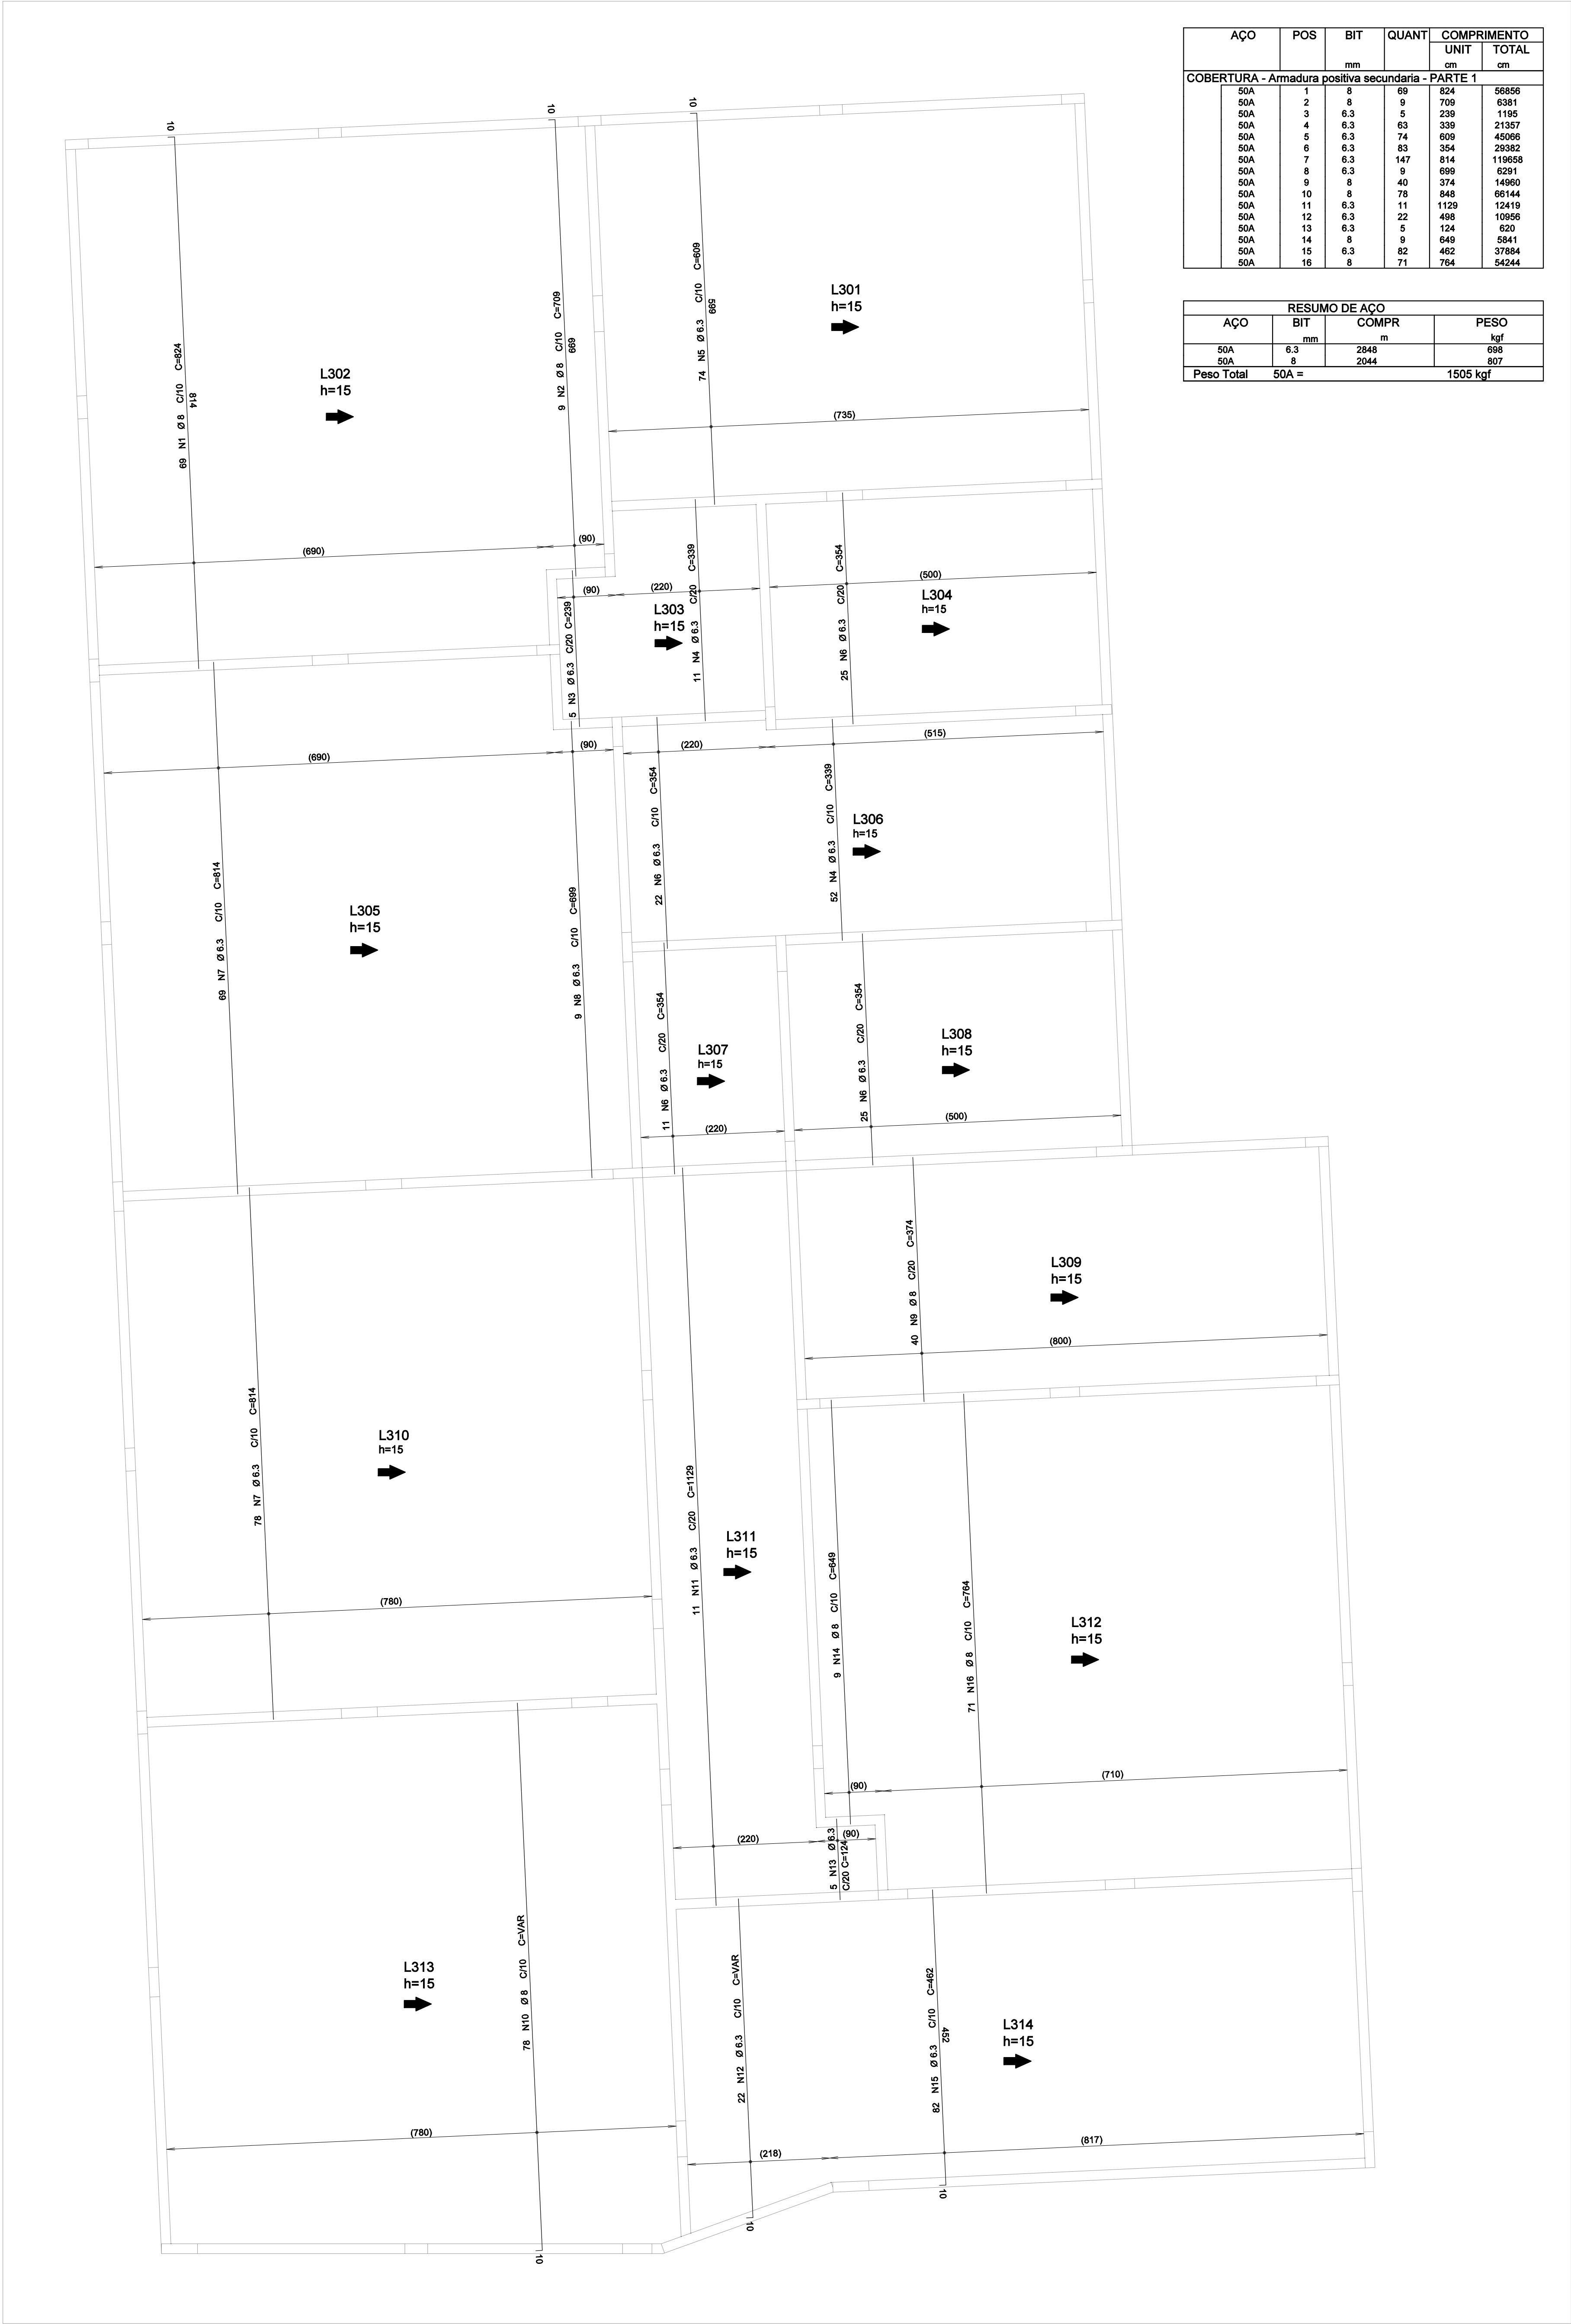 AÇO POS BIT QUANT COMPRIMENTO
UNIT TOTAL
mm cm cm
COBERTURA - Armadura positiva secundaria - PARTE 1
50A 1 8 69 824 56856
50A 2 8 9 709 6381
50A 3 6.3 5 239 1195
50A 4 6.3 63 339 21357
50A 5 6.3 74 609 45066
50A 6 6.3 83 354 29382
50A 7 6.3 147 814 119658
50A 8 6.3 9 699 6291
50A 9 8 40 374 14960
50A 10 8 78 848 66144
50A 11 6.3 11 1129 12419
50A 12 6.3 22 498 10956
50A 13 6.3 5 124 620
50A 14 8 9 649 5841
50A 15 6.3 82 462 37884
50A 16 8 71 764 54244
RESUMO DE AÇO
AÇO BIT COMPR PESO
mm m kgf
50A 6.3 2848 698
50A 8 2044 807
Peso Total 50A = 1505 kgf
10
10
10
69 N1 Ø 8 C/10 C=824
814
9 N2 Ø 8 C/10 C=709
699
74 N5 Ø 6.3 C/10 C=609
599
L301
h=15
L302
h=15
(735)
(690)
(90)
(90)
(220)
(500)
5 N3 Ø 6.3 C/20 C=239
11 N4 Ø 6.3 C/20 C=339
25 N6 Ø 6.3 C/20 C=354
L303
h=15
L304
h=15
(690)
(90)
(220)
(515)
69 N7 Ø 6.3 C/10 C=814
9 N8 Ø 6.3 C/10 C=699
22 N6 Ø 6.3 C/10 C=354
52 N4 Ø 6.3 C/10 C=339
L305
h=15
L306
h=15
11 N6 Ø 6.3 C/20 C=354
25 N6 Ø 6.3 C/20 C=354
L307
h=15
L308
h=15
(220)
(500)
40 N9 Ø 8 C/20 C=374
L309
h=15
(800)
78 N7 Ø 6.3 C/10 C=814
L310
h=15
(780)
11 N11 Ø 6.3 C/20 C=1129
L311
h=15
9 N14 Ø 8 C/10 C=649
71 N16 Ø 8 C/10 C=764
L312
h=15
(90)
(710)
(220)
(90)
5 N13 Ø 6.3
C/20 C=124
78 N10 Ø 8 C/10 C=VAR
L313
h=15
(780)
22 N12 Ø 6.3 C/10 C=VAR
82 N15 Ø 6.3 C/10 C=462
452
L314
h=15
(218)
(817)
10
10
10